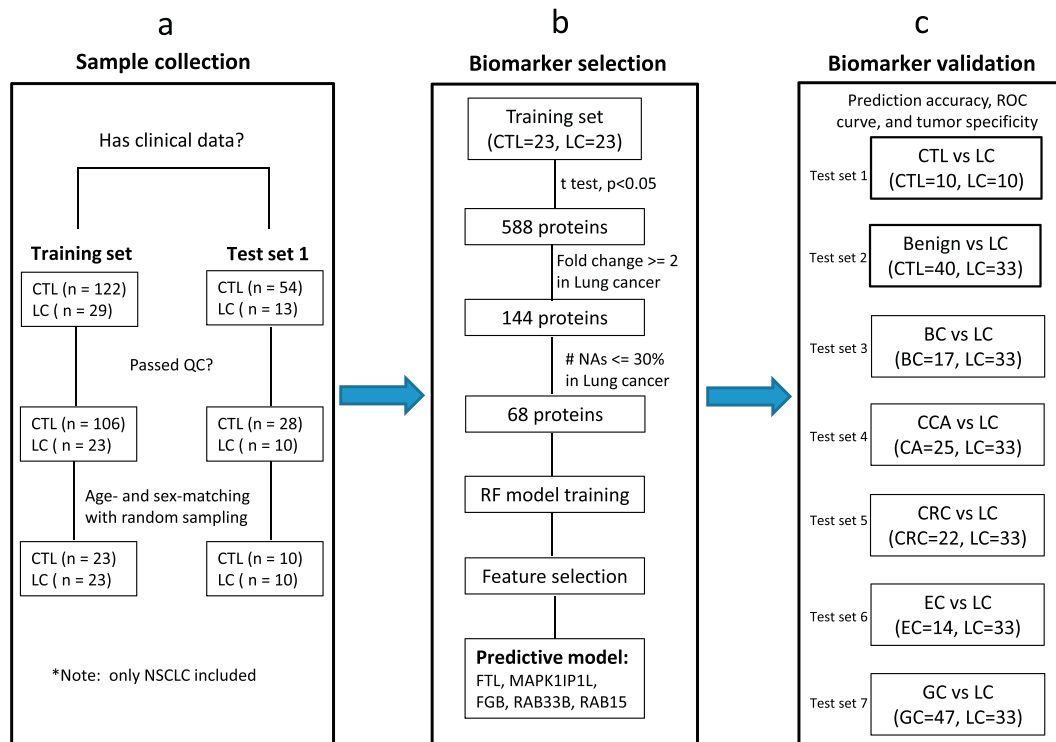 a
Sample collection
Has clinical data?
Training set
Test set 1
CTL (n = 122)
LC ( n = 29)
CTL (n = 54)
LC ( n = 13)
Passed QC?
CTL (n = 106)
LC ( n = 23)
CTL (n = 28)
LC ( n = 10)
Age- and sex-matching
with random sampling
CTL (n = 23)
LC ( n = 23)
CTL (n = 10)
LC ( n = 10)
*Note: only NSCLC included
b
Biomarker selection
Training set
(CTL=23, LC=23)
t test, p<0.05
588 proteins
Fold change >= 2
in Lung cancer
144 proteins
# NAs <= 30%
in Lung cancer
68 proteins
RF model training
Feature selection
Predictive model:
FTL, MAPK1IP1L,
FGB, RAB33B, RAB15
c
Biomarker validation
Prediction accuracy, ROC
curve, and tumor specificity
Test set 1
CTL vs LC
(CTL=10, LC=10)
Test set 2
Benign vs LC
(CTL=40, LC=33)
Test set 3
BC vs LC
(BC=17, LC=33)
Test set 4
CCA vs LC
(CA=25, LC=33)
Test set 5
CRC vs LC
(CRC=22, LC=33)
Test set 6
EC vs LC
(EC=14, LC=33)
Test set 7
GC vs LC
(GC=47, LC=33)